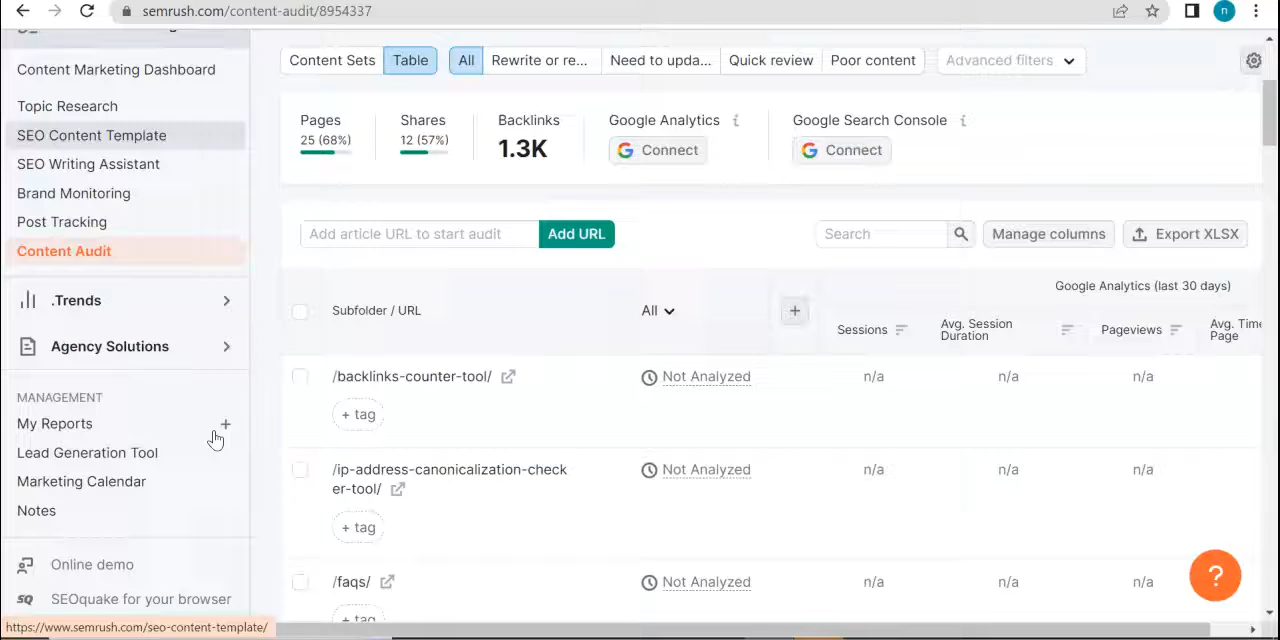 semrush.com/content-audit/8954337
n
Content Marketing Dashboard
Topic Research
SEO Content Template
SEO Writing Assistant
Brand Monitoring
Post Tracking
Content Audit
.Trends
Agency Solutions
MANAGEMENT
My Reports +
Lead Generation Tool
Marketing Calendar
Notes
Online demo
SEOquake for your browser
https://www.semrush.com/seo-content-template/
Content Sets Table All Rewrite or re... Need to upda... Quick review Poor content Advanced filters
Pages Shares Backlinks Google Analytics i Google Search Console i
25 (68%) 12 (57%) 1.3K Connect Connect
Add article URL to start audit Add URL Search Manage columns Export XLSX
Google Analytics (last 30 days)
Subfolder / URL All +
Sessions Avg. Session Duration Pageviews Avg. Time Page
/backlinks-counter-tool/ Not Analyzed n/a n/a n/a
+ tag
/ip-address-canonicalization-check
er-tool/ Not Analyzed n/a n/a n/a
+ tag
/faqs/ Not Analyzed n/a n/a n/a
+ tag
?